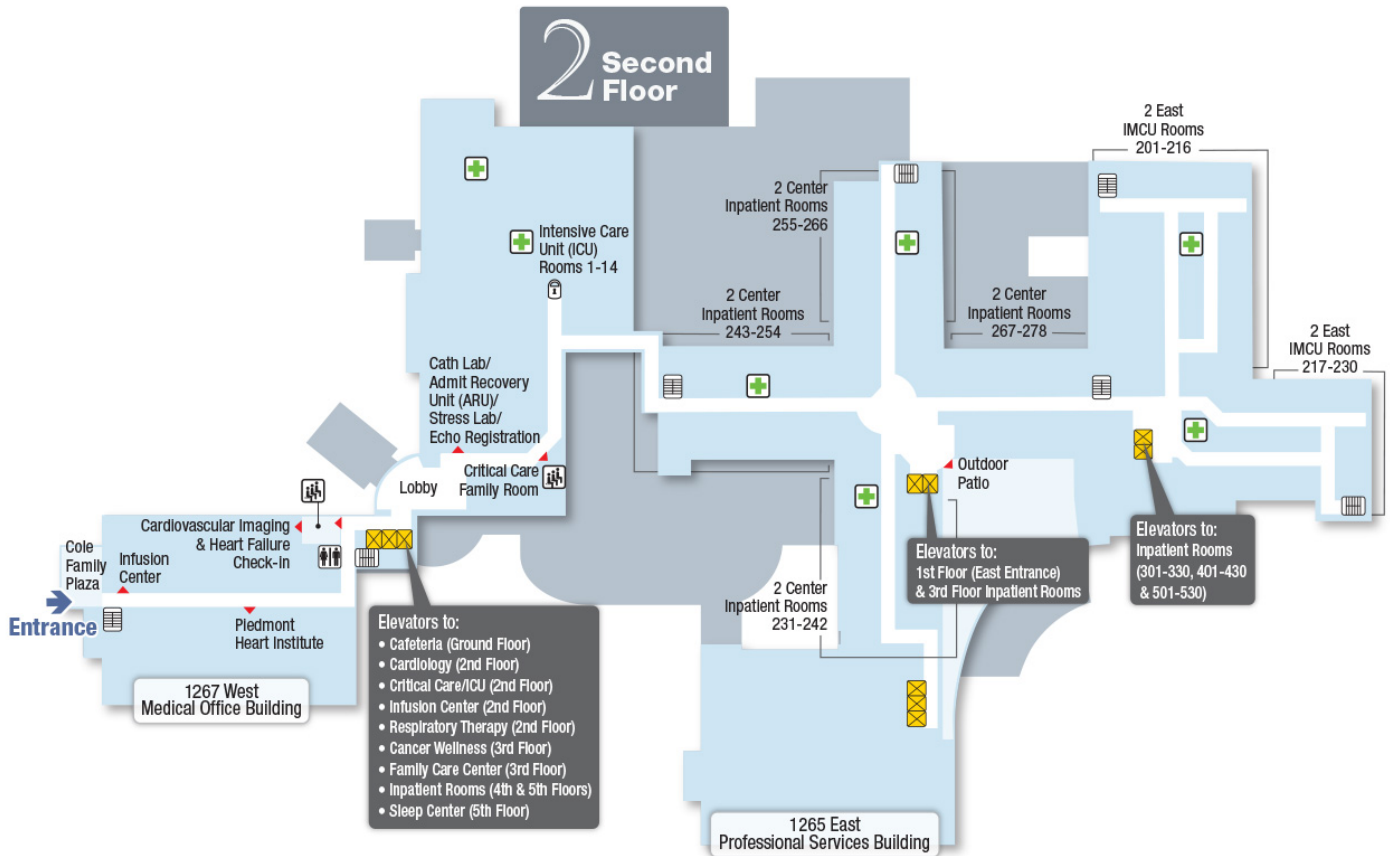 2 Second
Floor
2 East
IMCU Rooms
201-216
2 Center
Inpatient Rooms
255-266
Intensive Care
Unit (ICU)
Rooms 1-14
2 Center
Inpatient Rooms
243-254
2 Center
Inpatient Rooms
267-278
2 East
IMCU Rooms
217-230
Cath Lab/
Admit Recovery
Unit (ARU)/
Stress Lab/
Echo Registration
Critical Care
Family Room
Lobby
Outdoor
Patio
Cardiovascular Imaging
& Heart Failure
Check-In
Cole
Family
Plaza
Infusion
Center
Entrance
Piedmont
Heart Institute
1267 West
Medical Office Building
Elevators to:
• Cafeteria (Ground Floor)
• Cardiology (2nd Floor)
• Critical Care/ICU (2nd Floor)
• Infusion Center (2nd Floor)
• Respiratory Therapy (2nd Floor)
• Cancer Wellness (3rd Floor)
• Family Care Center (3rd Floor)
• Inpatient Rooms (4th & 5th Floors)
• Sleep Center (5th Floor)
2 Center
Inpatient Rooms
231-242
Elevators to:
1st Floor (East Entrance)
& 3rd Floor Inpatient Rooms
Elevators to:
Inpatient Rooms
(301-330, 401-430
& 501-530)
1265 East
Professional Services Building